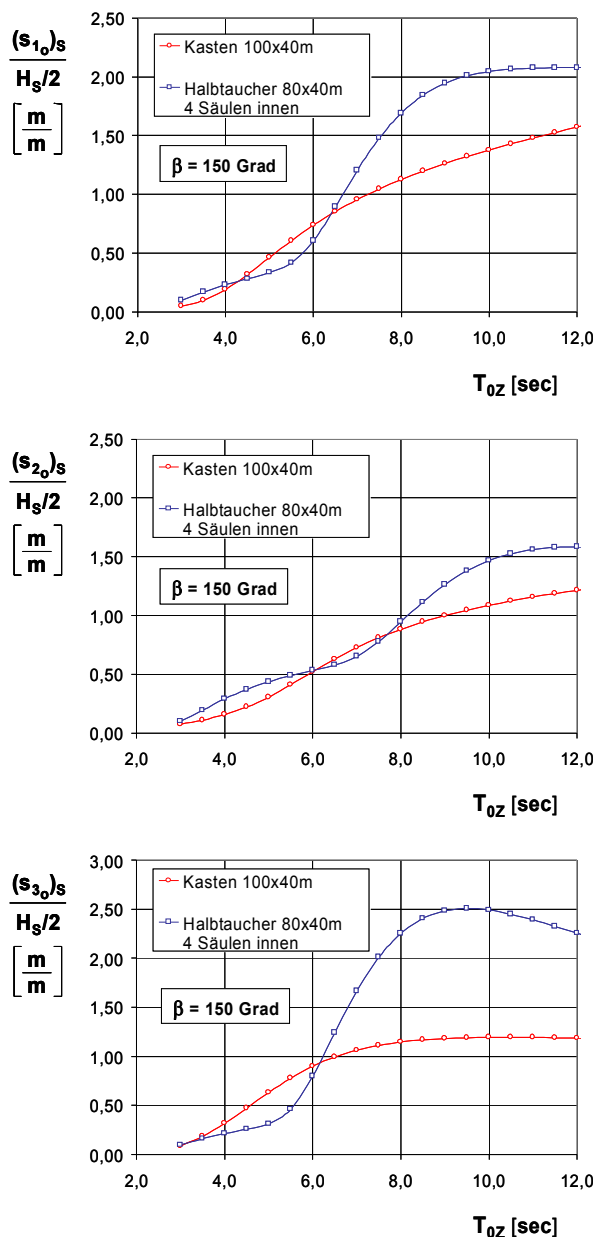 (s1o)S
HS/2
[m/m]
2,50
2,00
1,50
1,00
0,50
0,00
Kasten 100x40m
Halbtaucher 80x40m
4 Säulen innen
β = 150 Grad
2,0 4,0 6,0 8,0 10,0 12,0
T0Z [sec]
(s2o)S
HS/2
[m/m]
2,50
2,00
1,50
1,00
0,50
0,00
Kasten 100x40m
Halbtaucher 80x40m
4 Säulen innen
β = 150 Grad
2,0 4,0 6,0 8,0 10,0 12,0
T0Z [sec]
(s3o)S
HS/2
[m/m]
3,00
2,50
2,00
1,50
1,00
0,50
0,00
Kasten 100x40m
Halbtaucher 80x40m
4 Säulen innen
β = 150 Grad
2,0 4,0 6,0 8,0 10,0 12,0
T0Z [sec]